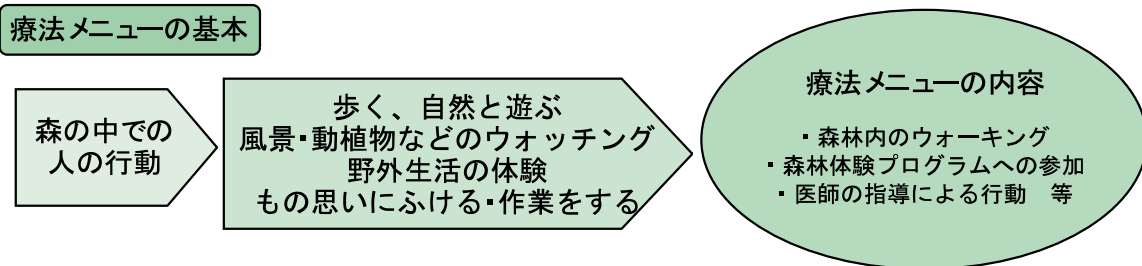 療法メニューの基本
森の中での
人の行動
歩く、自然と遊ぶ
風景・動植物などのウォッチング
野外生活の体験
もの思いにふける・作業をする
療法メニューの内容
・森林内のウォーキング
・森林体験プログラムへの参加
・医師の指導による行動　等